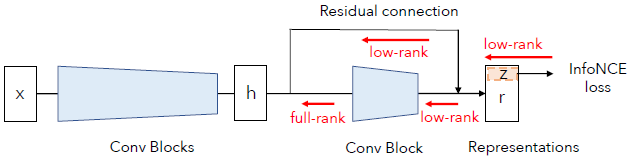 Residual connection
low-rank
low-rank
x
h
z
r
InfoNCE
loss
full-rank
low-rank
Conv Blocks
Conv Block
Representations